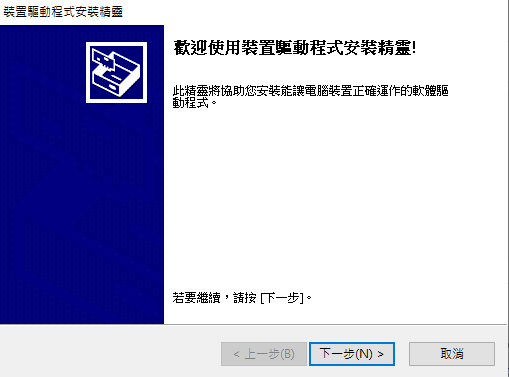 裝置驅動程式安裝精靈
歡迎使用裝置驅動程式安裝精靈!
此精靈將協助您安裝能讓電腦裝置正確運作的軟體驅
動程式。
若要繼續，請按 [下一步]。
< 上一步(B)
下一步(N) >
取消